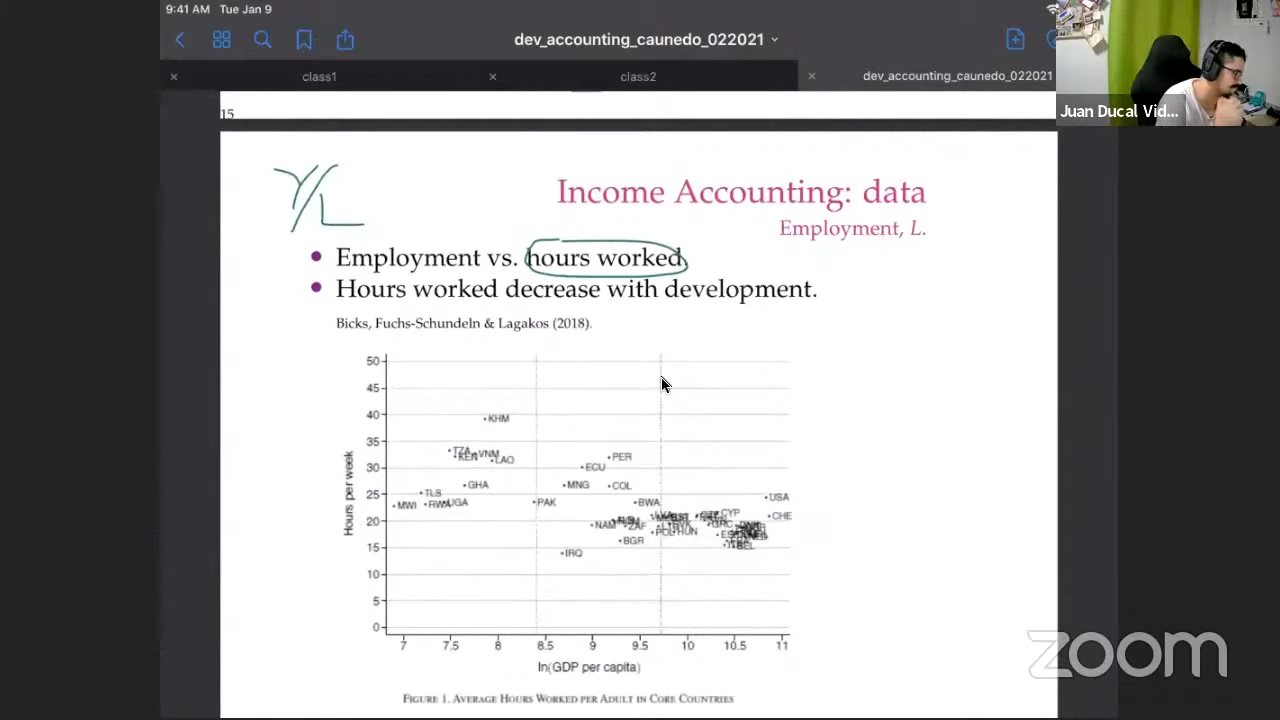 9:41 AM Tue Jan 9
dev_accounting_caunedo_022021
class1
class2
dev_accounting_caunedo_022021
Juan Ducal Vid...
15
Y/L
Income Accounting: data
Employment, L.
• Employment vs. hours worked.
• Hours worked decrease with development.
Bicks, Fuchs-Schundeln & Lagakos (2018).
50
45
40
35
30
25
20
15
10
5
0
Hours per week
KHM
TZA
KEN
VNM
LAO
PER
ECU
GHA
MNG
COL
TLS
USA
MWI
RWA
UGA
PAK
BWA
CYP
CHE
NAM
ZAF
GRC
POL
HUN
BGR
BEL
IRQ
7 7.5 8 8.5 9 9.5 10 10.5 11
ln(GDP per capita)
FIGURE 1. AVERAGE HOURS WORKED PER ADULT IN CORE COUNTRIES
zoom